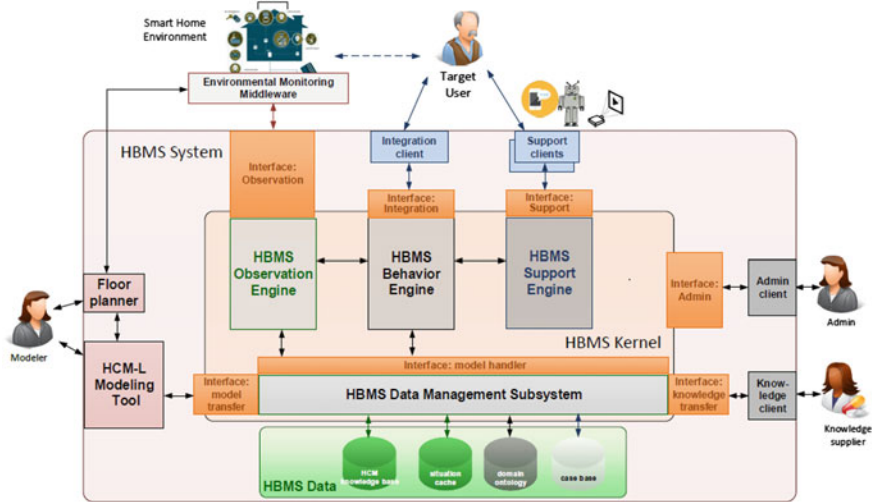 Smart Home
Environment
Environmental Monitoring
Middleware
Target
User
HBMS System
Interface:
Observation
Integration
client
Support
clients
Interface:
Integration
Interface:
Support
HBMS
Observation
Engine
HBMS
Behavior
Engine
HBMS
Support
Engine
Interface:
Admin
Admin
client
Admin
Floor
planner
Modeler
HCM-L
Modeling
Tool
HBMS Kernel
Interface: model handler
Interface:
model
transfer
HBMS Data Management Subsystem
Interface:
knowledge
transfer
Know-
ledge
client
Knowledge
supplier
HBMS Data
HCM
knowledge base
situation
cache
domain
ontology
case base